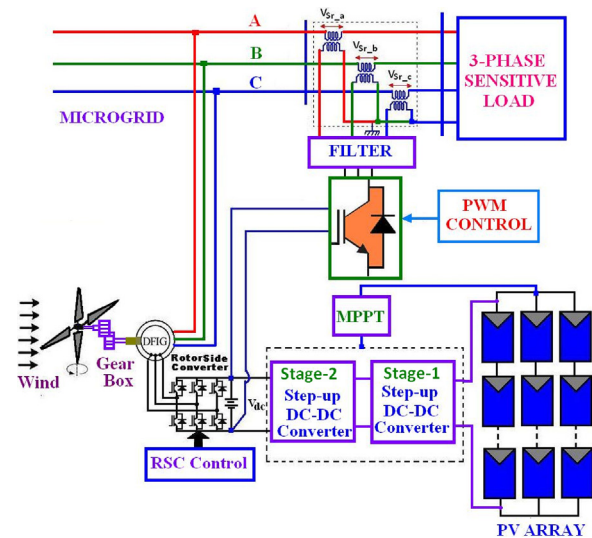 A
V_Sr_a
B
V_Sr_b
C
V_Sr_c
3-PHASE
SENSITIVE
LOAD
MICROGRID
FILTER
PWM
CONTROL
MPPT
DFIG
Wind
Gear
Box
RotorSide
Converter
V_dc
Stage-2
Step-up
DC-DC
Converter
Stage-1
Step-up
DC-DC
Converter
RSC Control
PV ARRAY